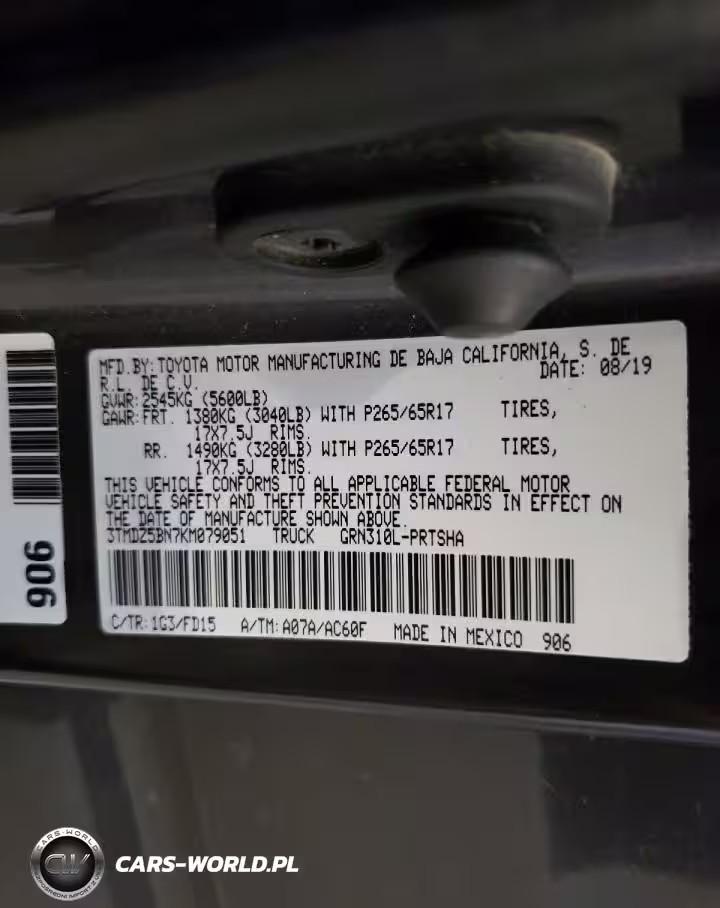 MFD.BY:TOYOTA MOTOR MANUFACTURING DE BAJA CALIFORNIA, S. DE
R.L. DE C.V.
DATE: 08/19
GVWR:2545KG (5600LB)
GAWR:FRT. 1380KG (3040LB) WITH P265/65R17 TIRES,
17X7.5J RIMS.
RR. 1490KG (3280LB) WITH P265/65R17 TIRES,
17X7.5J RIMS.
THIS VEHICLE CONFORMS TO ALL APPLICABLE FEDERAL MOTOR
VEHICLE SAFETY AND THEFT PREVENTION STANDARDS IN EFFECT ON
THE DATE OF MANUFACTURE SHOWN ABOVE.
3TMDZ5BN7KM079051 TRUCK GRN310L-PRTSHA
C/TR:1G3/FD15 A/TM:A07A/AC60F MADE IN MEXICO 906
906
CARS-WORLD
CW
CARS-WORLD.PL